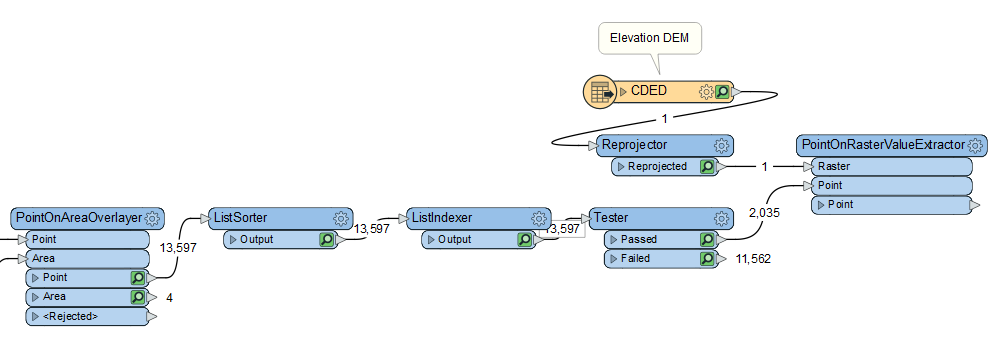 Elevation DEM
CDED
1
Reprojector
Reprojected
1
PointOnRasterValueExtractor
Raster
Point
Point
PointOnAreaOverlayer
Point
Area
Point
Area
4
<Rejected>
13,597
ListSorter
Output
13,597
ListIndexer
Output
13,597
Tester
Passed
2,035
Failed
11,562